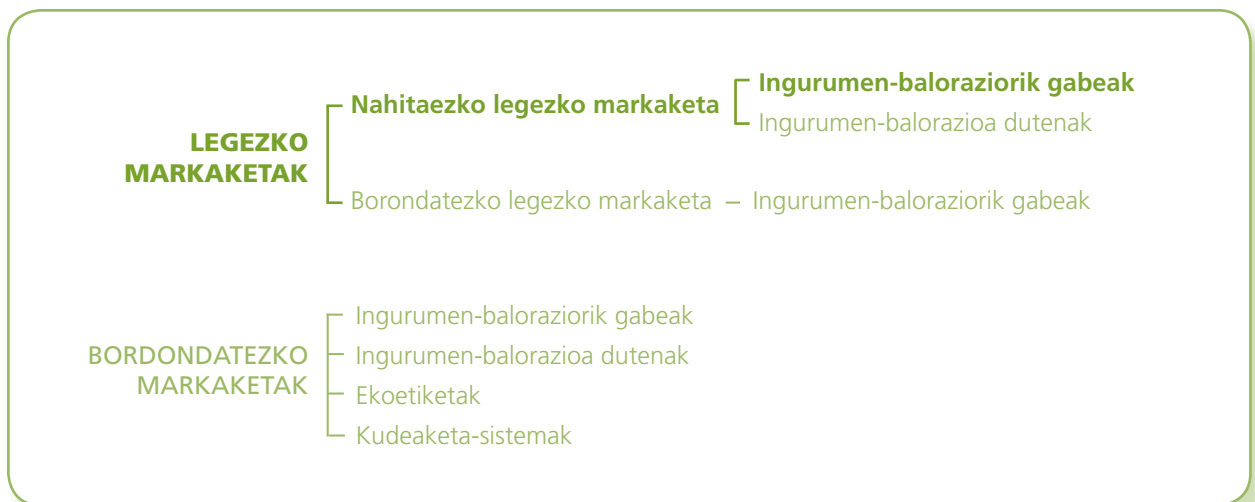 LEGEZKO
MARKAKETAK
Nahitaezko legezko markaketa
Ingurumen-baloraziorik gabeak
Ingurumen-balorazioa dutenak
Borondatezko legezko markaketa – Ingurumen-baloraziorik gabeak
BORDONDATEZKO
MARKAKETAK
Ingurumen-baloraziorik gabeak
Ingurumen-balorazioa dutenak
Ekoetiketak
Kudeaketa-sistemak